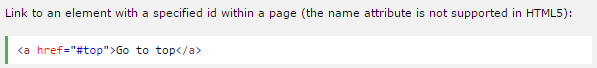 Link to an element with a specified id within a page (the name attribute is not supported in HTML5):
<a href="#top">Go to top</a>